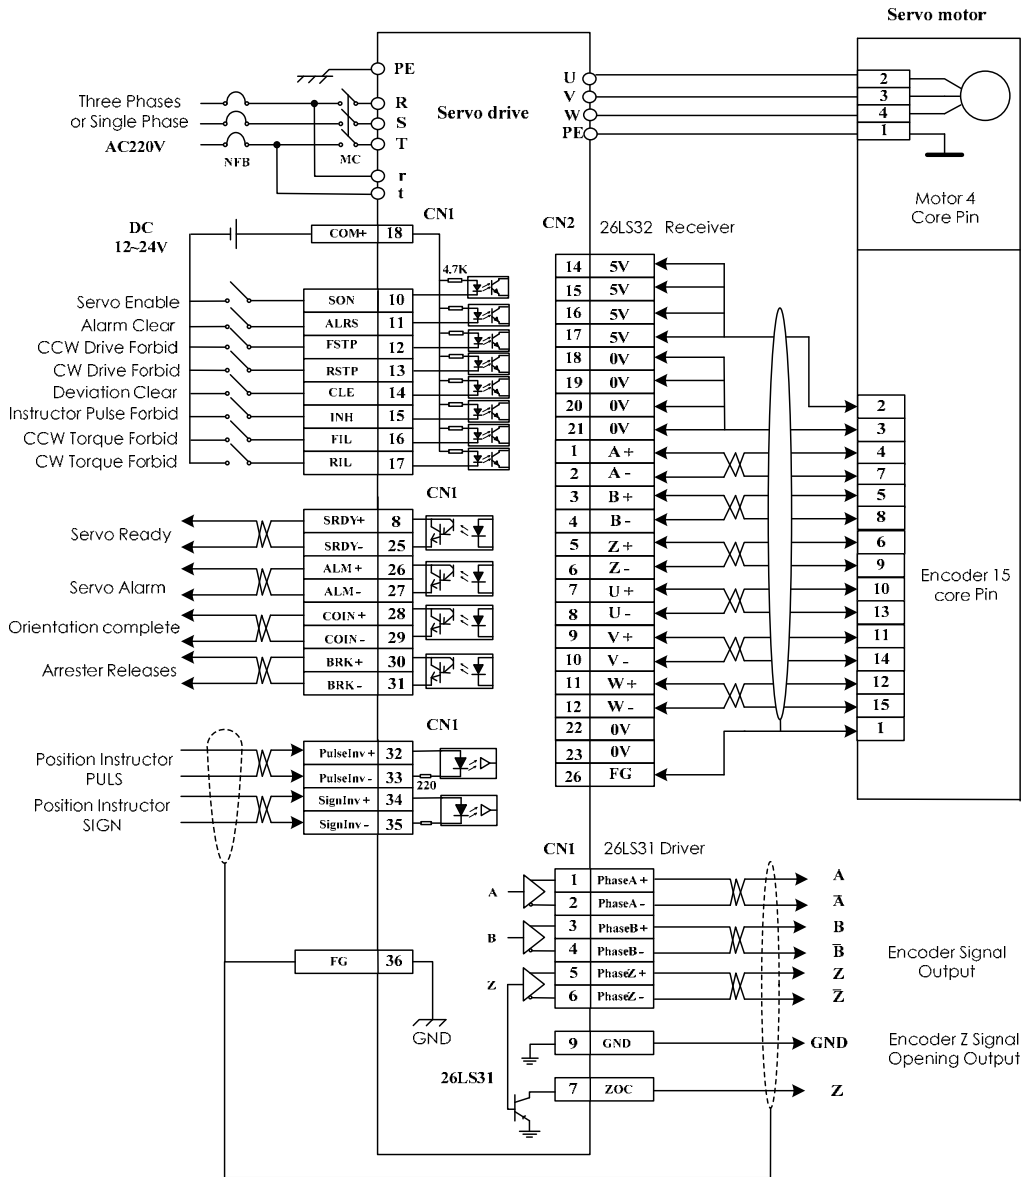 Servo motor
Servo drive
PE
Three Phases
or Single Phase
AC220V
NFB
MC
R
S
T
r
t
U
V
W
PE
2
3
4
1
Motor 4
Core Pin
DC
12~24V
CN1
COM+ 18
4.7K
Servo Enable SON 10
Alarm Clear ALRS 11
CCW Drive Forbid FSTP 12
CW Drive Forbid RSTP 13
Deviation Clear CLE 14
Instructor Pulse Forbid INH 15
CCW Torque Forbid FIL 16
CW Torque Forbid RIL 17
CN1
Servo Ready
SRDY+ 8
SRDY- 25
Servo Alarm
ALM+ 26
ALM- 27
Orientation complete
COIN+ 28
COIN- 29
Arrester Releases
BRK+ 30
BRK- 31
CN1
Position Instructor
PULS
PulseInv+ 32
PulseInv- 33
220
Position Instructor
SIGN
SignInv+ 34
SignInv- 35
FG 36
GND
CN2 26LS32 Receiver
14 5V
15 5V
16 5V
17 5V
18 0V
19 0V
20 0V
21 0V
1 A+
2 A-
3 B+
4 B-
5 Z+
6 Z-
7 U+
8 U-
9 V+
10 V-
11 W+
12 W-
22 0V
23 0V
26 FG
2
3
4
7
5
8
6
9
10
13
11
14
12
15
1
Encoder 15
core Pin
CN1 26LS31 Driver
A
1 PhaseA+ A
2 PhaseA- A̅
B
3 PhaseB+ B
4 PhaseB- B̅
Z
5 PhaseZ+ Z
6 PhaseZ- Z̅
Encoder Signal
Output
9 GND GND
Encoder Z Signal
Opening Output
26LS31
7 ZOC Z